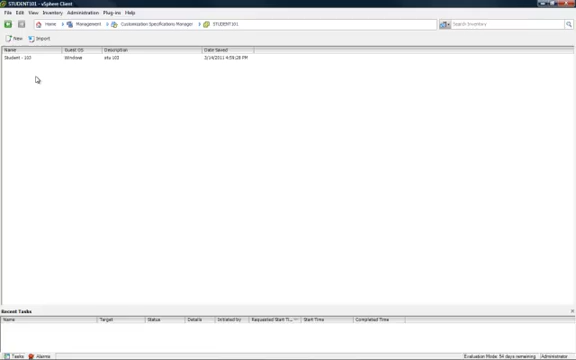 STUDENT101 - vSphere Client
File Edit View Inventory Administration Plug-ins Help
Home Management Customization Specifications Manager STUDENT101 Search Inventory
New Import
Name Guest OS Description Date Saved
Student - 103 Windows stu 103 2/14/2011 4:59:28 PM
Recent Tasks
Name Target Status Details Initiated by Requested Start Ti... Start Time Completed Time
Tasks Alarms Evaluation Mode: 54 days remaining Administrator